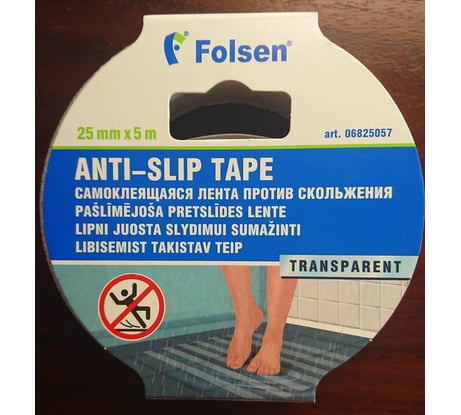 Folsen®
25 mm x 5 m
art. 06825057
ANTI-SLIP TAPE
САМОКЛЕЯЩАЯСЯ ЛЕНТА ПРОТИВ СКОЛЬЖЕНИЯ
PAŠLĪMĒJOŠA PRETSLĪDES LENTE
LIPNI JUOSTA SLYDIMUI SUMAŽINTI
LIBISEMIST TAKISTAV TEIP
TRANSPARENT